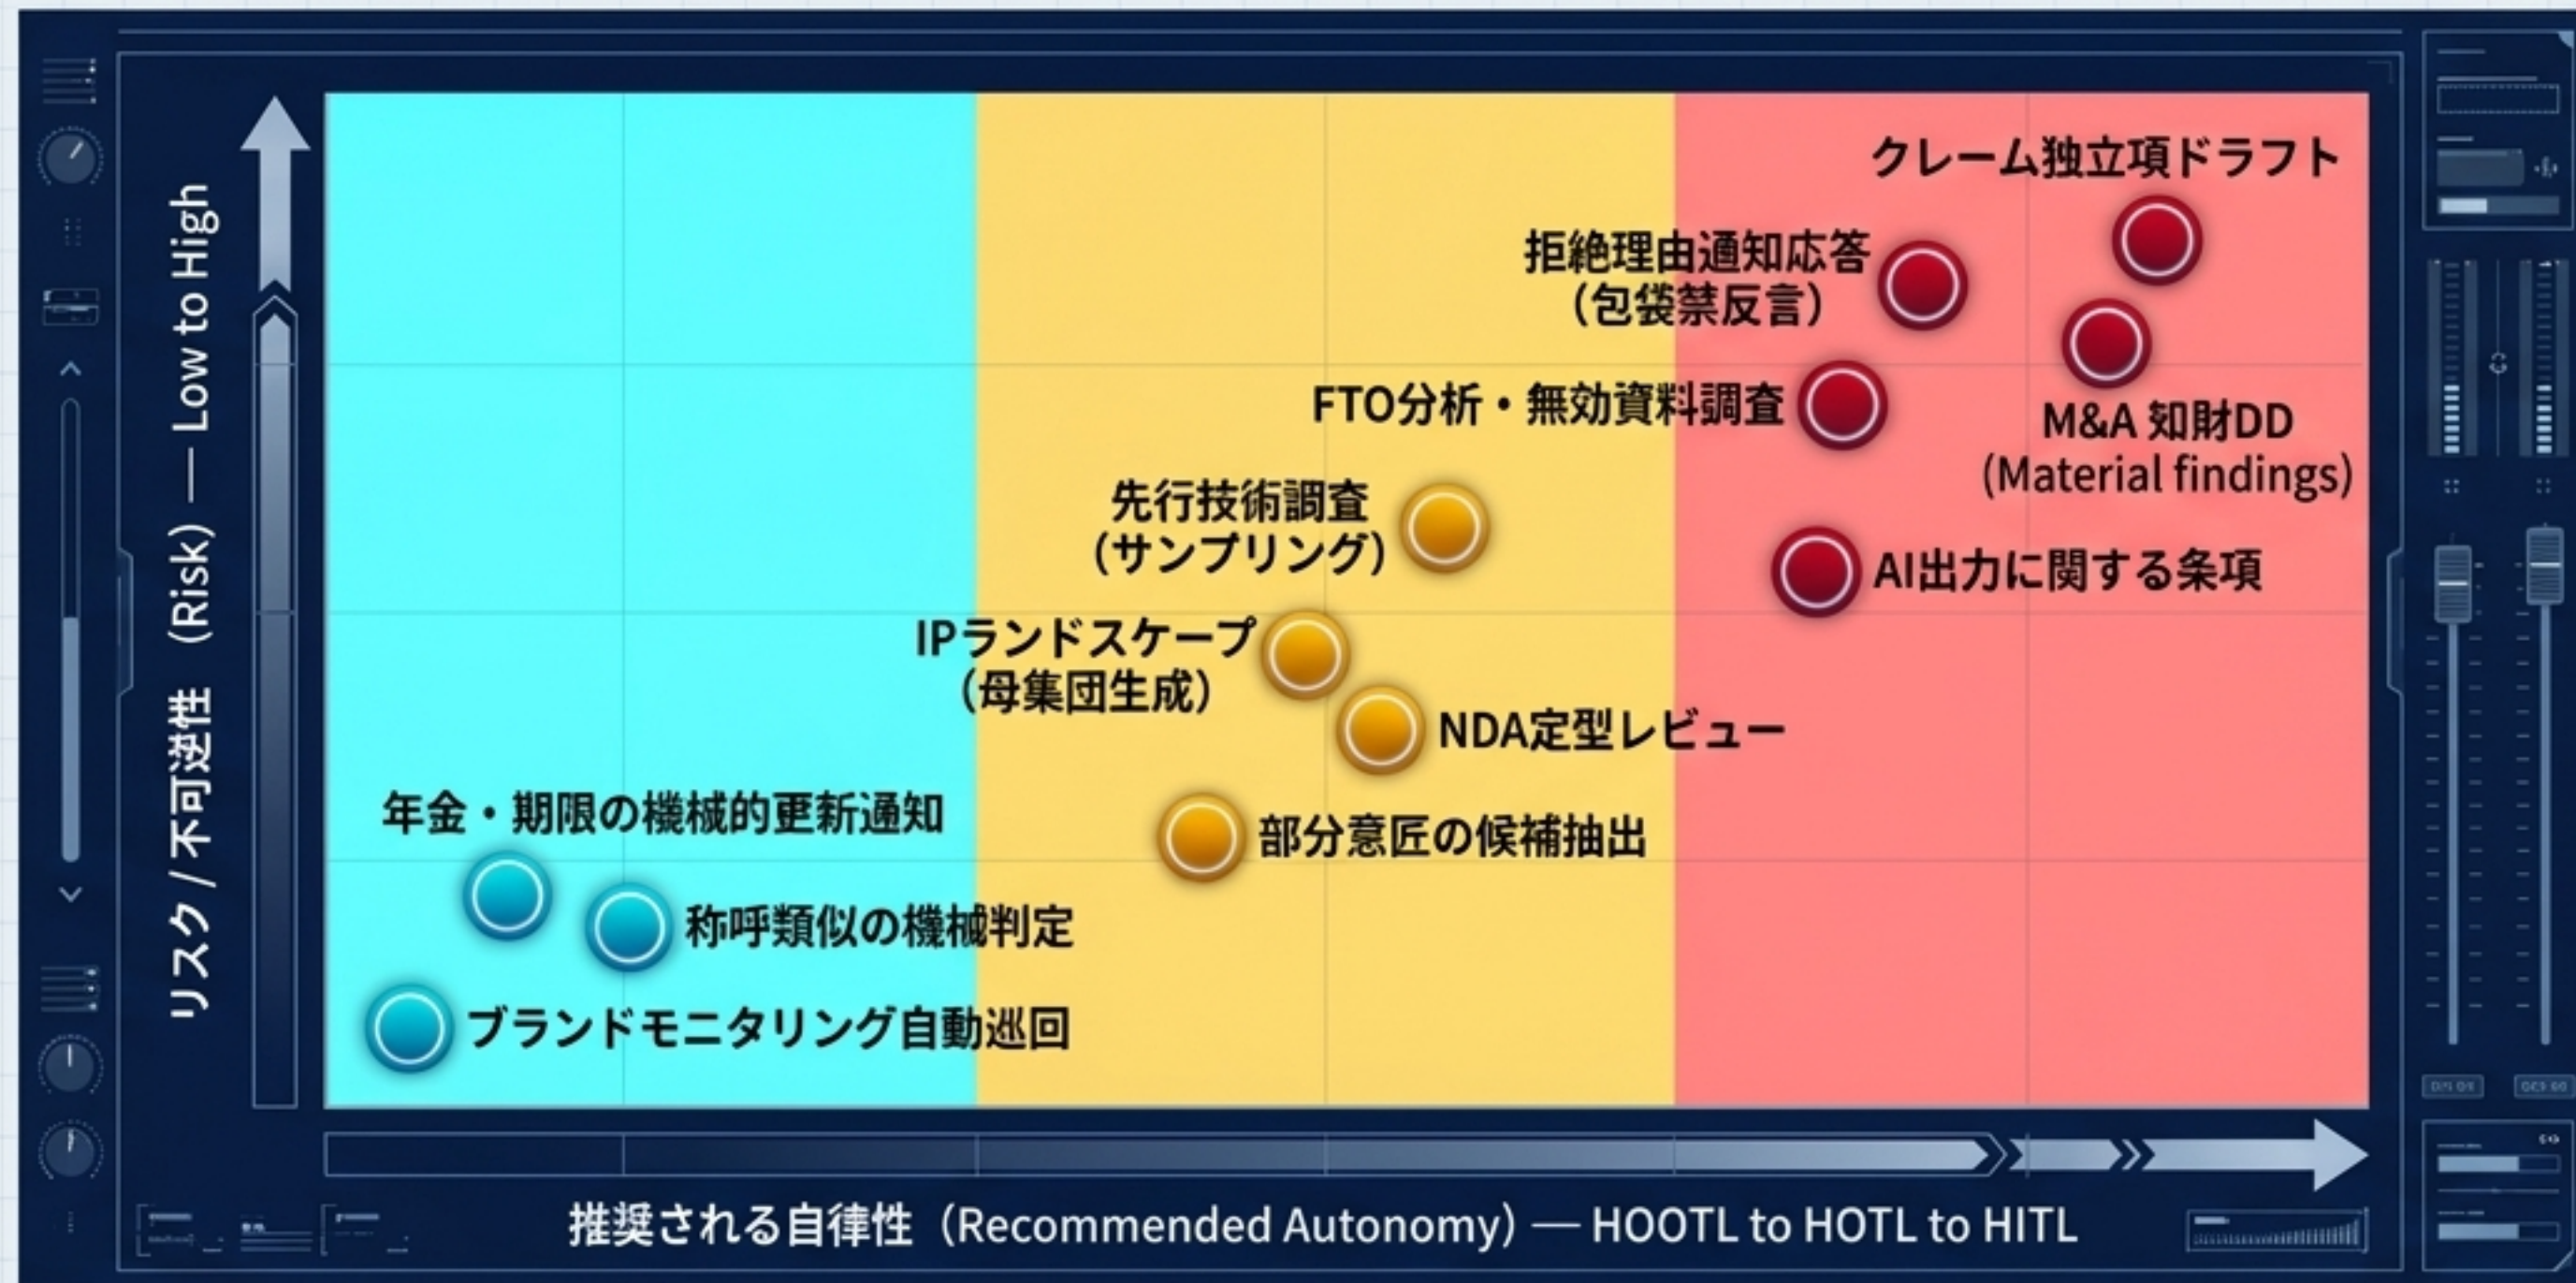 クレーム独立項ドラフト
拒絶理由通知応答
（包袋禁反言）
FTO分析・無効資料調査
M&A 知財DD
(Material findings)
先行技術調査
（サンプリング）
AI出力に関する条項
IPランドスケープ
（母集団生成）
NDA定型レビュー
部分意匠の候補抽出
年金・期限の機械的更新通知
称呼類似の機械判定
ブランドモニタリング自動巡回
リスク / 不可逆性 （Risk）— Low to High
推奨される自律性（Recommended Autonomy）— HOOTL to HOTL to HITL